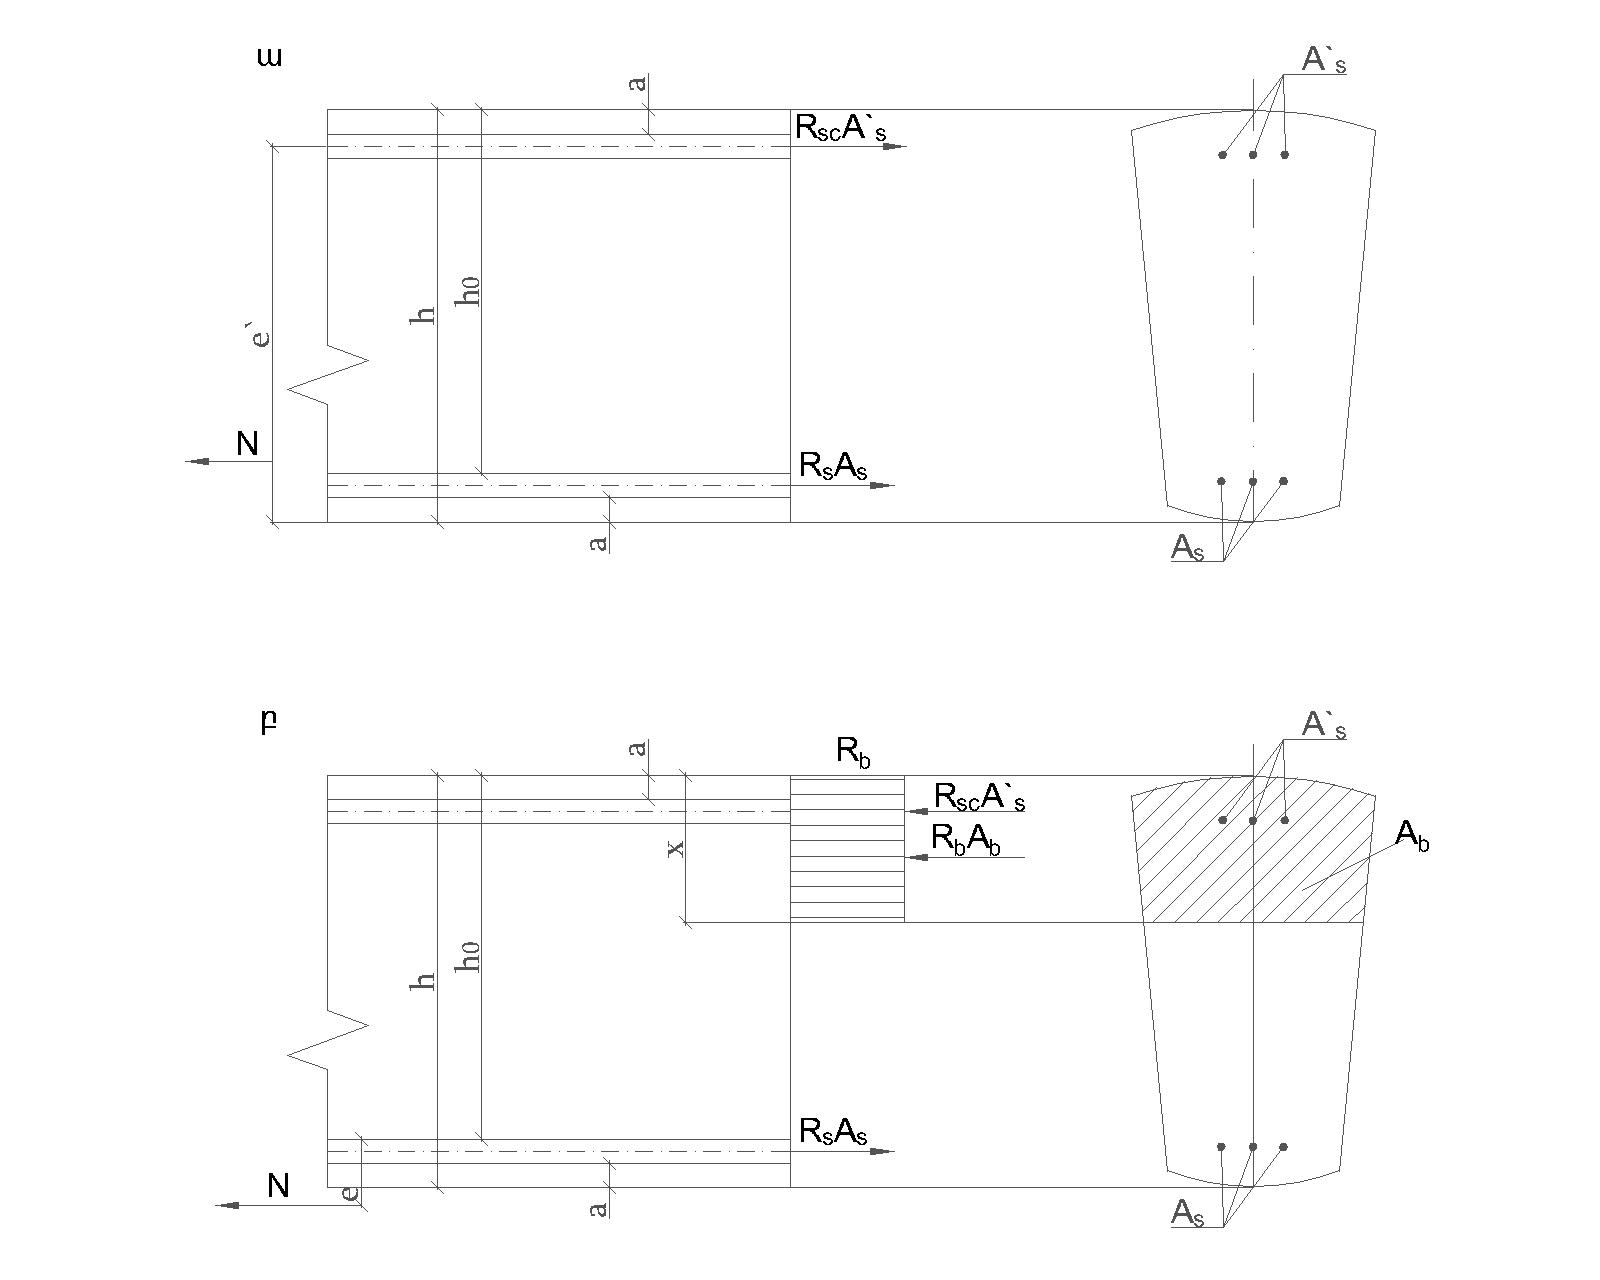 ա
a
A`s
RscA`s
h0
h
e`
N
RsAs
a
As
բ
a
Rb
A`s
RscA`s
RbAb
Ab
x
h0
h
RsAs
N
e
a
As